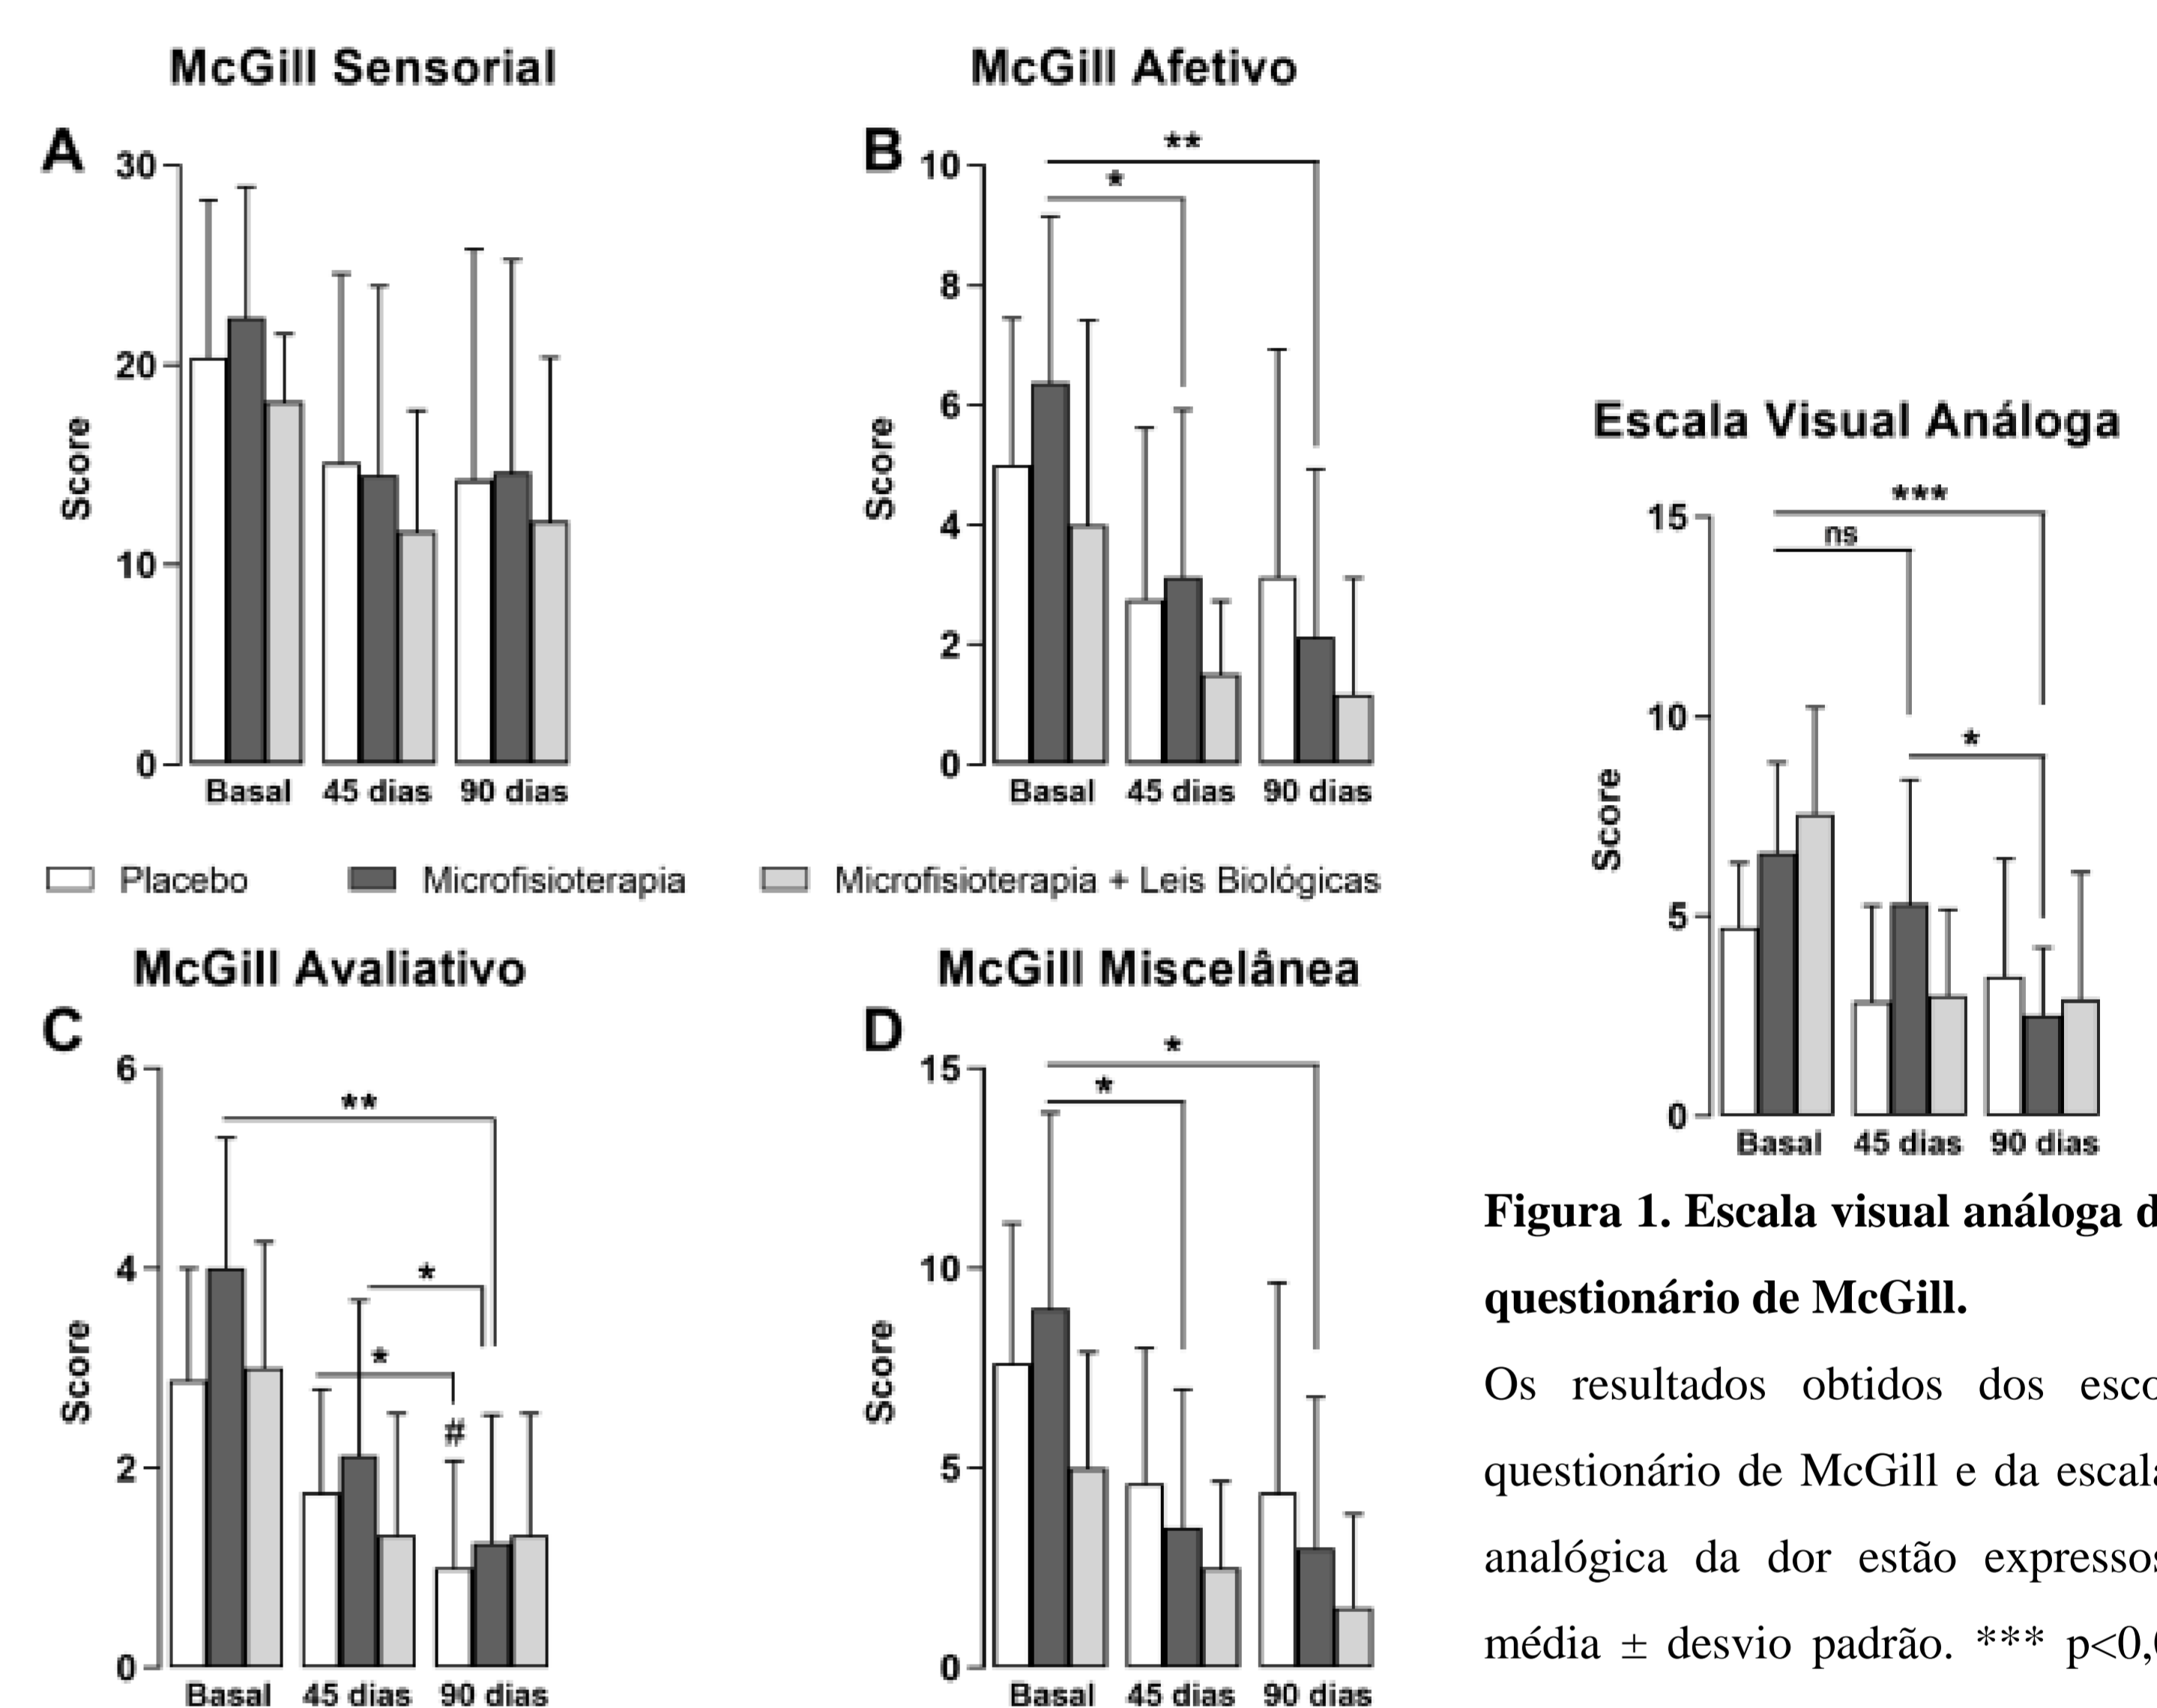 McGill Sensorial
A
30
20
10
0
Score
Basal 45 dias 90 dias
McGill Afetivo
B
**
*
10
8
6
4
2
0
Score
Basal 45 dias 90 dias
Placebo Microfisioterapia Microfisioterapia + Leis Biológicas
McGill Avaliativo
C
6
4
2
0
Score
**
*
*
#
Basal 45 dias 90 dias
McGill Miscelânea
D
*
*
15
10
5
0
Score
Basal 45 dias 90 dias
Escala Visual Análoga
***
ns
*
15
10
5
0
Score
Basal 45 dias 90 dias
Figura 1. Escala visual análoga d
questionário de McGill.
Os resultados obtidos dos esco
questionário de McGill e da escala
analógica da dor estão expressos
média ± desvio padrão. *** p<0,0